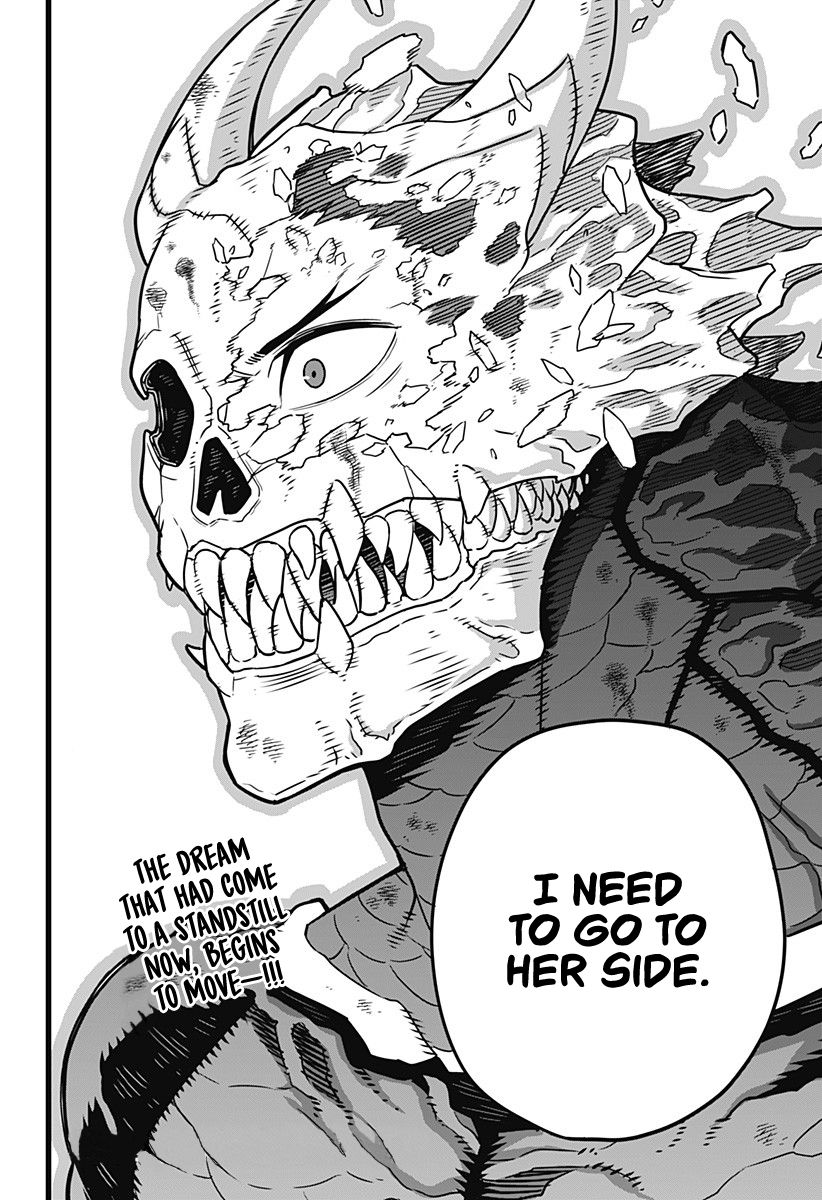 THE DREAM
THAT HAD COME
TO A STANDSTILL
NOW, BEGINS
TO MOVE—!!!
I NEED
TO GO TO
HER SIDE.